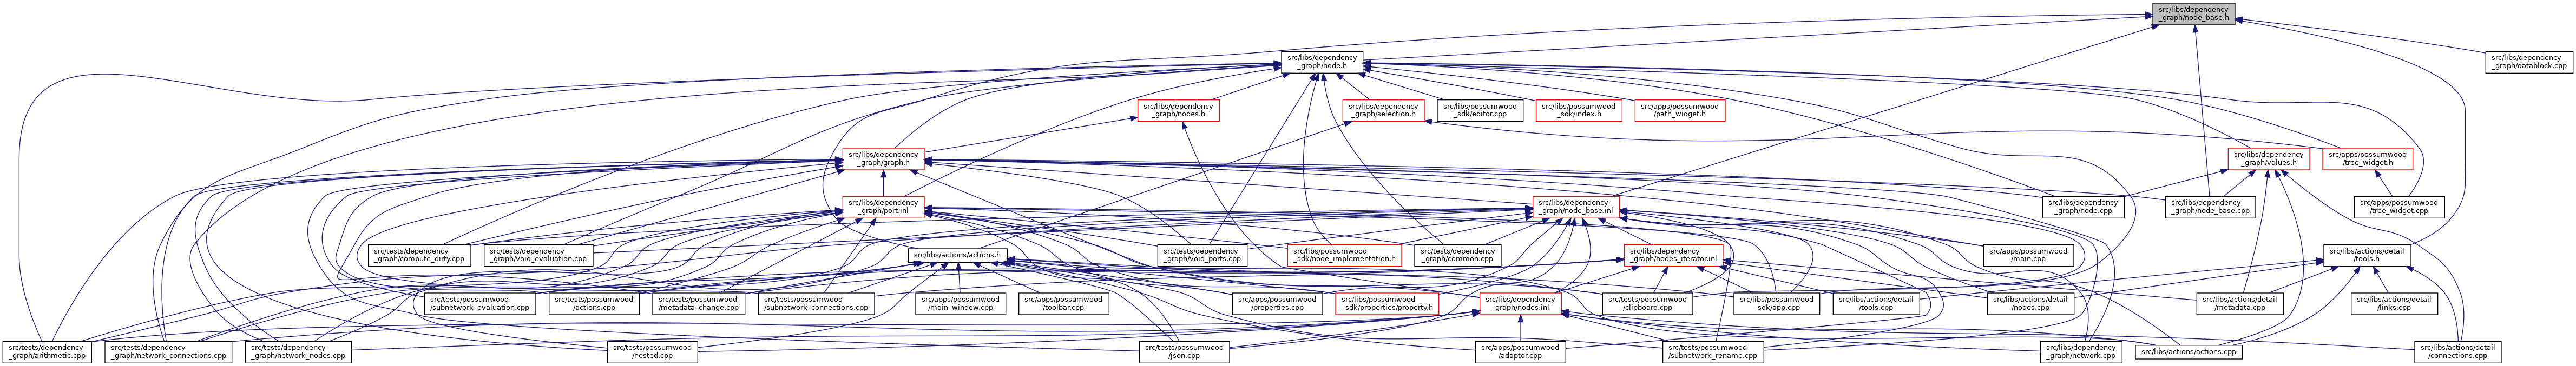 src/libs/dependency
_graph/node_base.h
src/libs/dependency
_graph/node.h
src/libs/dependency
_graph/datablock.cpp
src/libs/dependency
_graph/nodes.h
src/libs/dependency
_graph/selection.h
src/libs/possumwood
_sdk/editor.cpp
src/libs/possumwood
_sdk/index.h
src/apps/possumwood
/path_widget.h
src/libs/dependency
_graph/graph.h
src/libs/dependency
_graph/values.h
src/apps/possumwood
/tree_widget.h
src/libs/dependency
_graph/port.inl
src/libs/dependency
_graph/node_base.inl
src/libs/dependency
_graph/node.cpp
src/libs/dependency
_graph/node_base.cpp
src/apps/possumwood
/tree_widget.cpp
src/tests/dependency
_graph/compute_dirty.cpp
src/tests/dependency
_graph/void_evaluation.cpp
src/libs/actions/actions.h
src/tests/dependency
_graph/void_ports.cpp
src/libs/possumwood
_sdk/node_implementation.h
src/tests/dependency
_graph/common.cpp
src/libs/dependency
_graph/nodes_iterator.inl
src/apps/possumwood
/main.cpp
src/libs/actions/detail
/tools.h
src/tests/possumwood
/subnetwork_evaluation.cpp
src/tests/possumwood
/actions.cpp
src/tests/possumwood
/metadata_change.cpp
src/tests/possumwood
/subnetwork_connections.cpp
src/apps/possumwood
/main_window.cpp
src/apps/possumwood
/toolbar.cpp
src/apps/possumwood
/properties.cpp
src/libs/possumwood
_sdk/properties/property.h
src/libs/dependency
_graph/nodes.inl
src/tests/possumwood
/clipboard.cpp
src/libs/possumwood
_sdk/app.cpp
src/libs/actions/detail
/tools.cpp
src/libs/actions/detail
/nodes.cpp
src/libs/actions/detail
/metadata.cpp
src/libs/actions/detail
/links.cpp
src/tests/dependency
_graph/arithmetic.cpp
src/tests/dependency
_graph/network_connections.cpp
src/tests/dependency
_graph/network_nodes.cpp
src/tests/possumwood
/nested.cpp
src/tests/possumwood
/json.cpp
src/apps/possumwood
/adaptor.cpp
src/tests/possumwood
/subnetwork_rename.cpp
src/libs/dependency
_graph/network.cpp
src/libs/actions/actions.cpp
src/libs/actions/detail
/connections.cpp